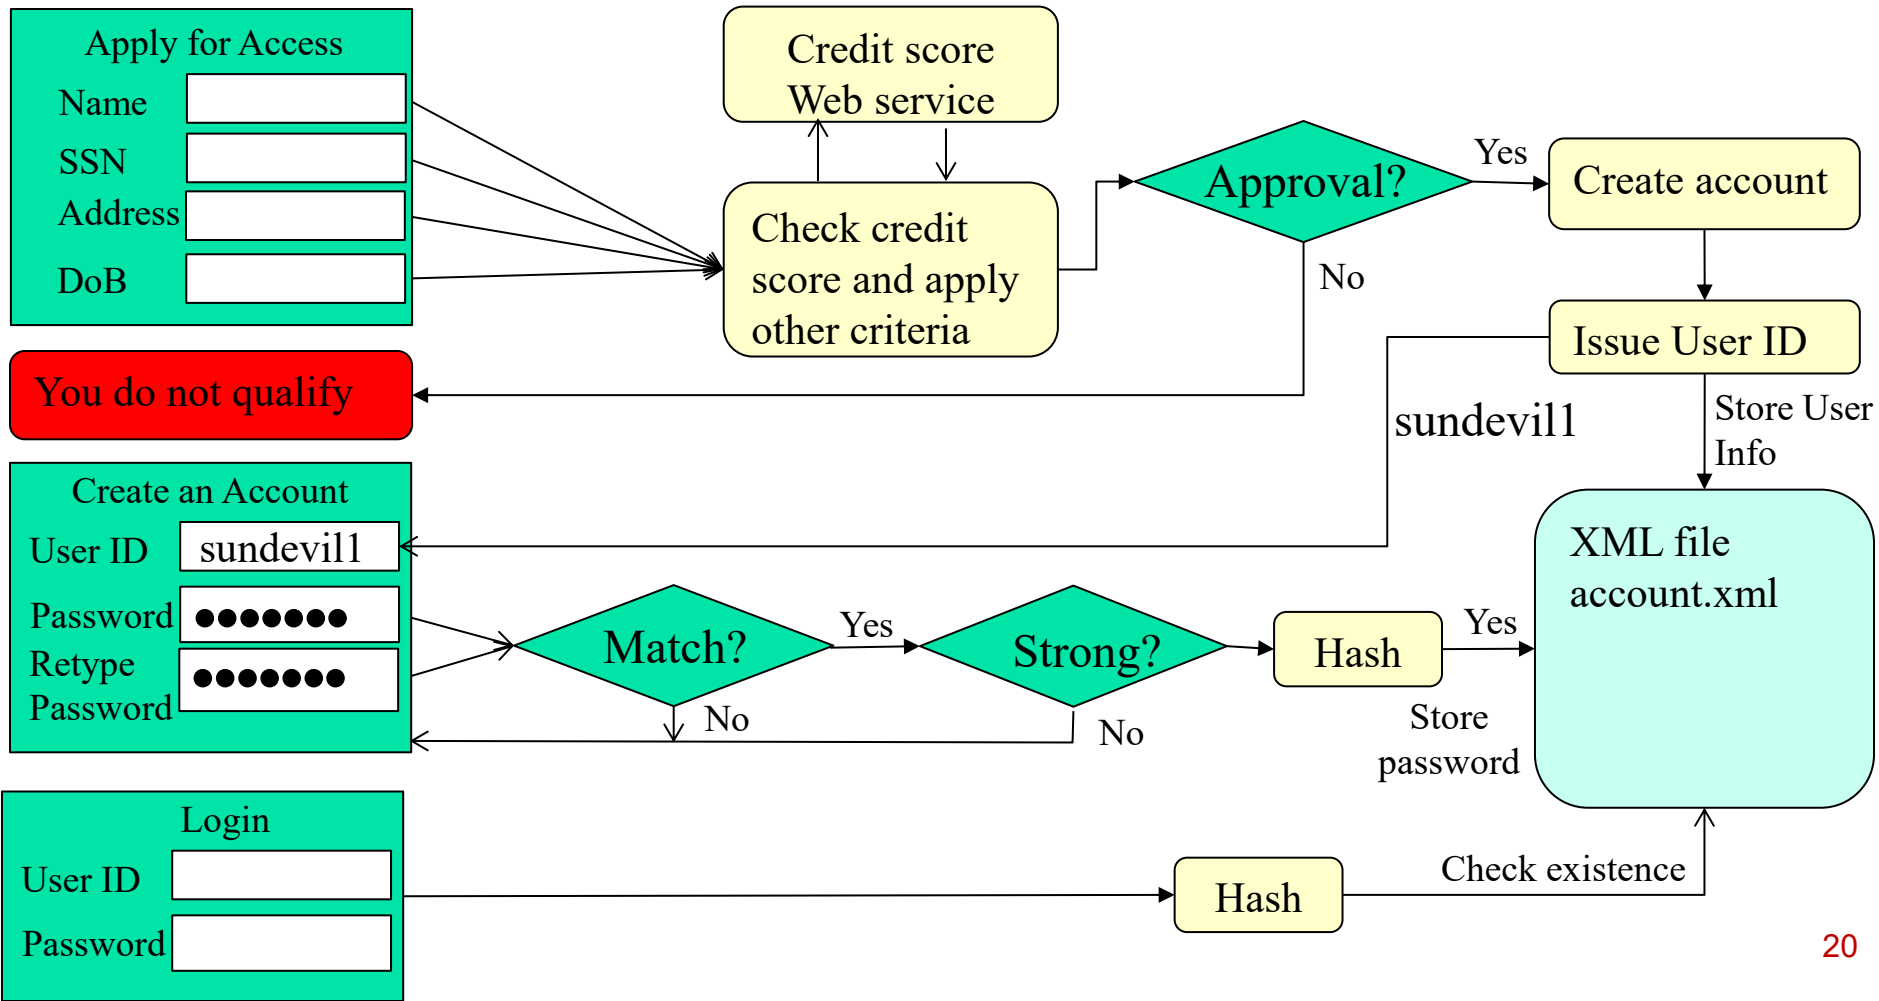 Apply for Access
Name
SSN
Address
DoB
Credit score
Web service
Check credit
score and apply
other criteria
Approval?
Yes
No
Create account
Issue User ID
You do not qualify
sundevil1
Store User
Info
Create an Account
User ID
sundevil1
Password
●●●●●●●
Retype
Password
●●●●●●●
Match?
Yes
No
Strong?
No
Hash
Yes
Store
password
XML file
account.xml
Login
User ID
Password
Hash
Check existence
20